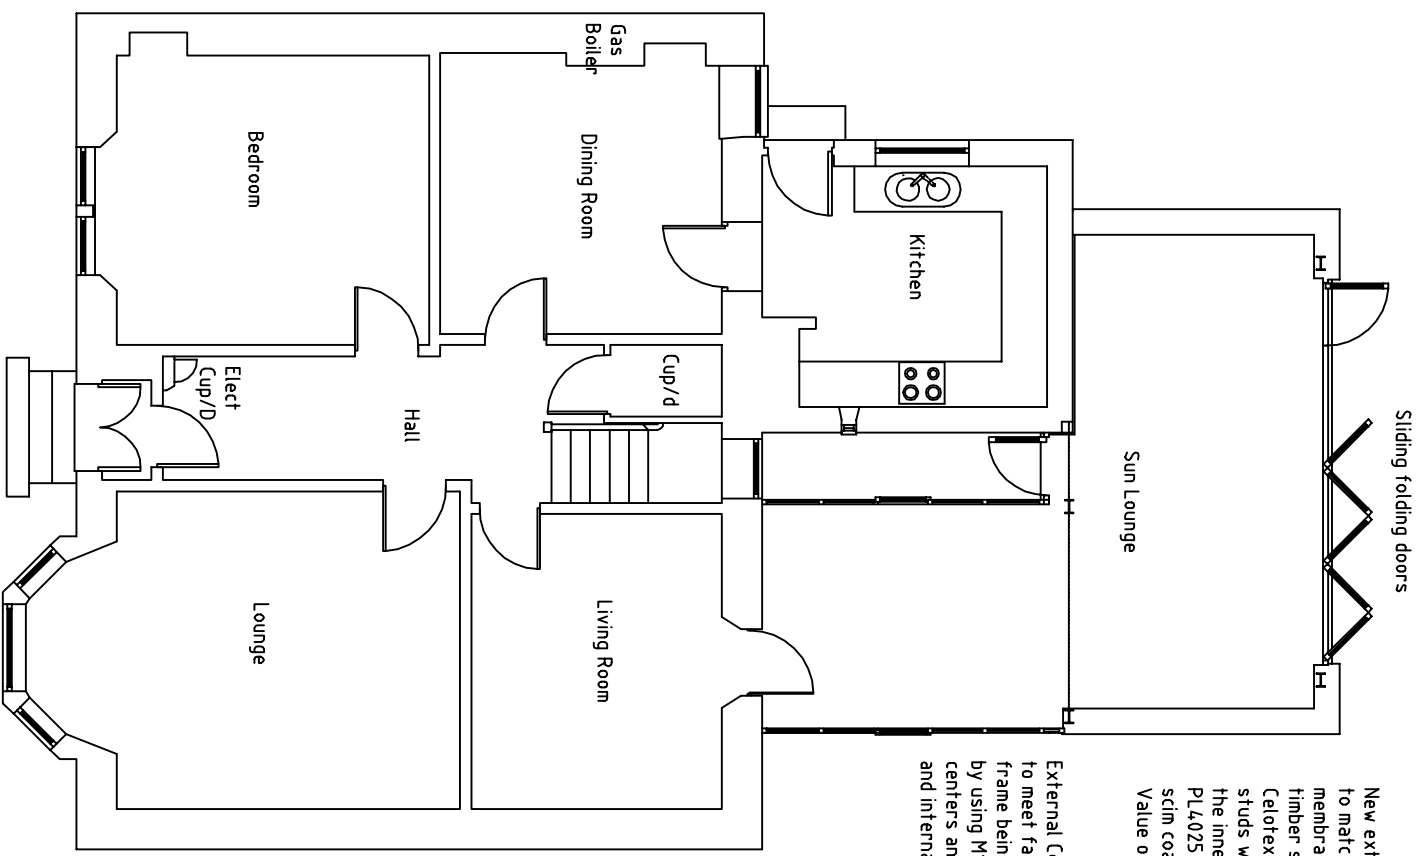 Gas
Boiler
Bedroom
Dining Room
Kitchen
Elect
Cup/D
Hall
Cup/d
Sun Lounge
Sliding folding doors
Lounge
Living Room
New ext
to matc
membra
timber s
Celotex
studs w
the inne
PL4025
scim coa
Value o
External Co
to meet fa
frame bein
by using M
centers an
and interna